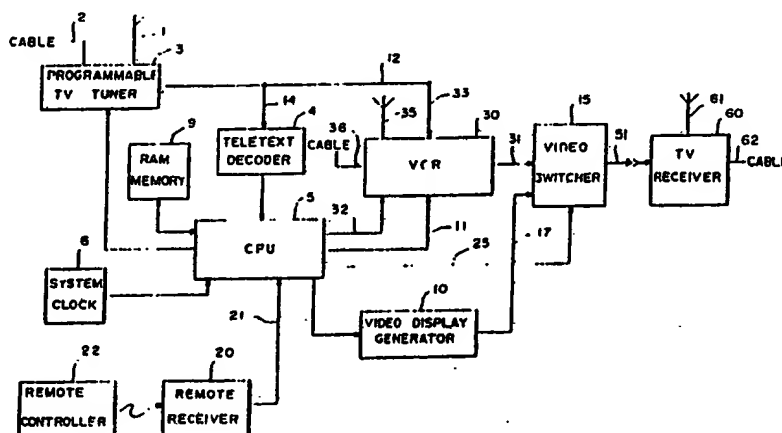 2
1
CABLE
3
PROGRAMMABLE
TV TUNER
12
14
4
TELETEXT
DECODER
9
RAM
MEMORY
35
33
36
CABLE
30
VCR
31
15
VIDEO
SWITCHER
51
61
60
TV
RECEIVER
62
CABLE
5
CPU
32
11
25
17
6
SYSTEM
CLOCK
21
10
VIDEO DISPLAY
GENERATOR
22
REMOTE
CONTROLLER
20
REMOTE
RECEIVER